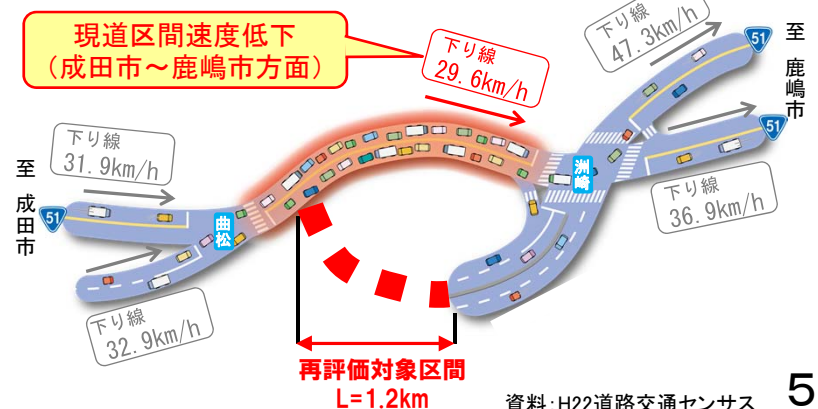 現道区間速度低下
（成田市～鹿嶋市方面）
下り線
29.6km/h
下り線
47.3km/h
51
至 鹿嶋市
51
下り線
36.9km/h
洲崎
下り線
31.9km/h
至 成田市
51
曲松
下り線
32.9km/h
再評価対象区間
L=1.2km
資料：H22道路交通センサス
5